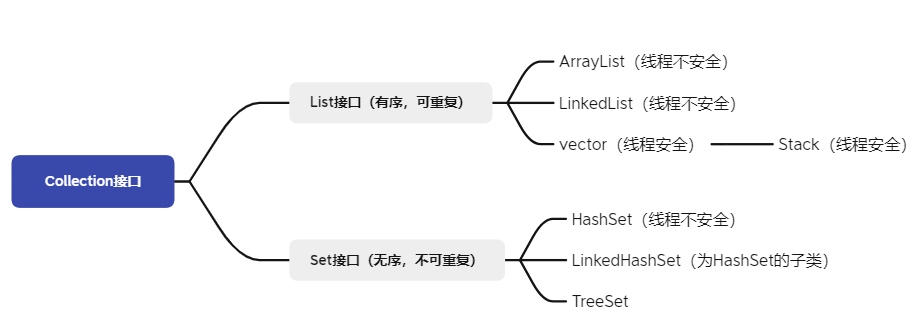 Collection接口
List接口（有序，可重复）
ArrayList（线程不安全）
LinkedList（线程不安全）
vector（线程安全）
Stack（线程安全）
Set接口（无序，不可重复）
HashSet（线程不安全）
LinkedHashSet（为HashSet的子类）
TreeSet